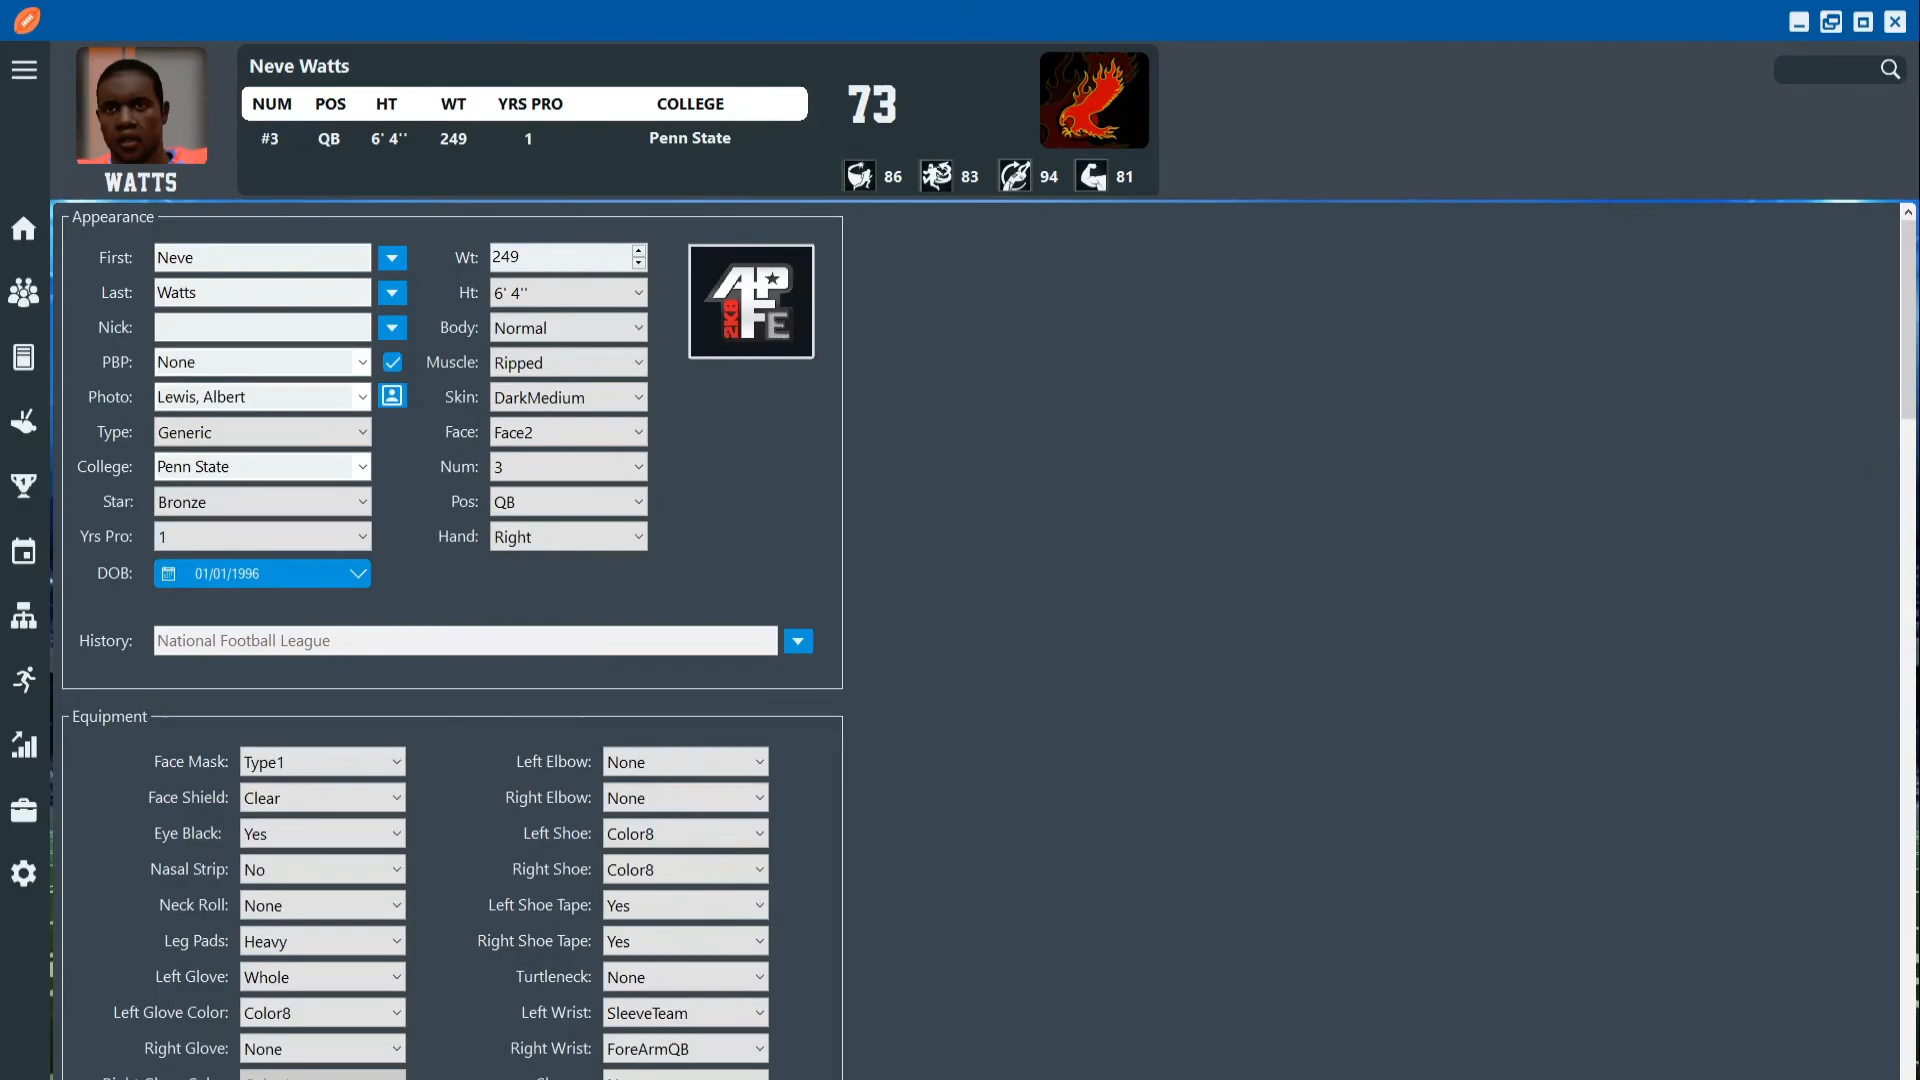 Neve Watts
NUM POS HT WT YRS PRO COLLEGE
#3 QB 6' 4'' 249 1 Penn State
73
WATTS
86 83 94 81
Appearance
First: Neve Wt: 249
Last: Watts Ht: 6' 4''
Nick: Body: Normal
PBP: None Muscle: Ripped
Photo: Lewis, Albert Skin: DarkMedium
Type: Generic Face: Face2
College: Penn State Num: 3
Star: Bronze Pos: QB
Yrs Pro: 1 Hand: Right
DOB: 01/01/1996
APF
2K8
E
History: National Football League
Equipment
Face Mask: Type1 Left Elbow: None
Face Shield: Clear Right Elbow: None
Eye Black: Yes Left Shoe: Color8
Nasal Strip: No Right Shoe: Color8
Neck Roll: None Left Shoe Tape: Yes
Leg Pads: Heavy Right Shoe Tape: Yes
Left Glove: Whole Turtleneck: None
Left Glove Color: Color8 Left Wrist: SleeveTeam
Right Glove: None Right Wrist: ForeArmQB